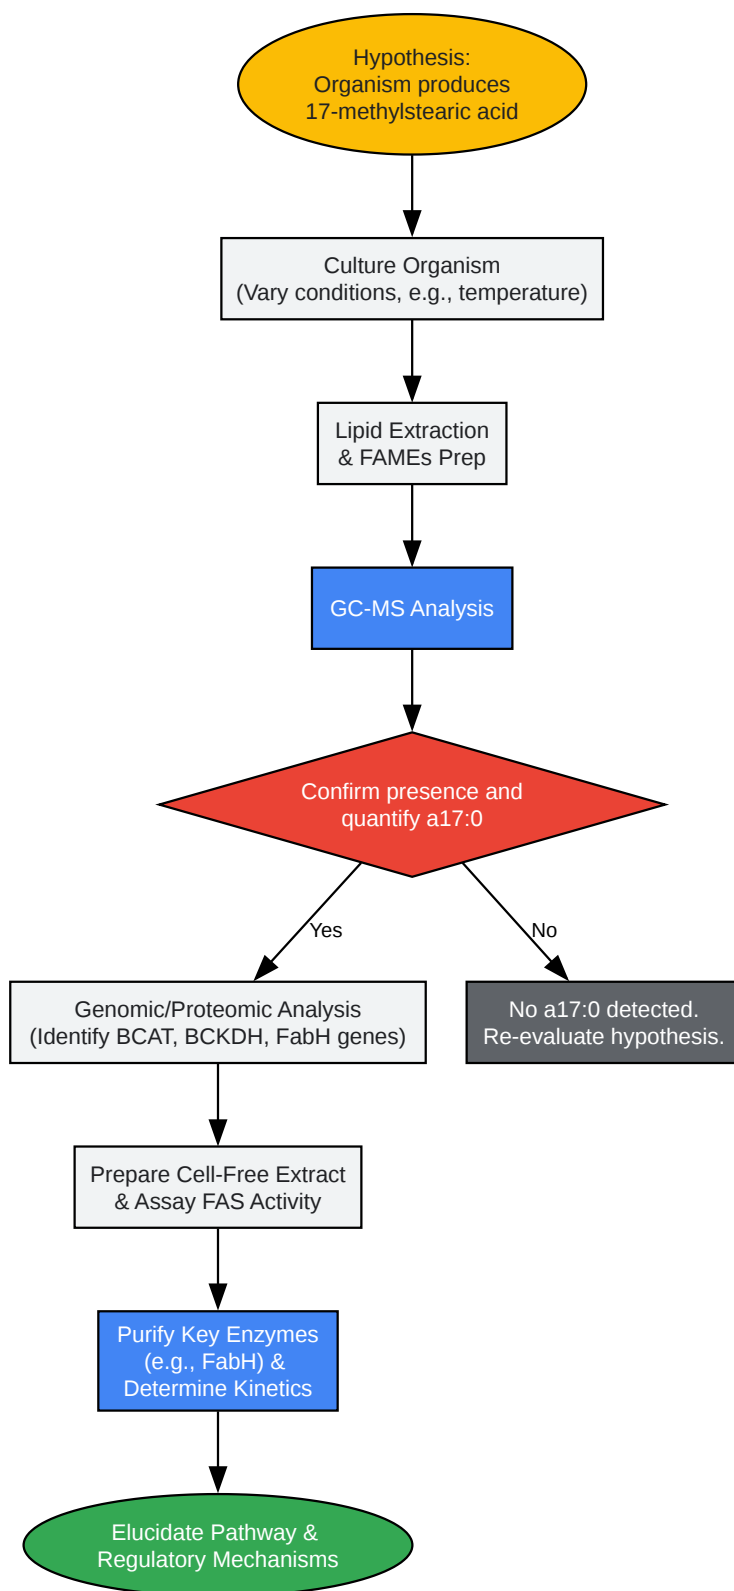 Hypothesis:
Organism produces
17-methylstearic acid
Culture Organism
(Vary conditions, e.g., temperature)
Lipid Extraction
& FAMEs Prep
GC-MS Analysis
Confirm presence and
quantify a17:0
Yes
No
Genomic/Proteomic Analysis
(Identify BCAT, BCKDH, FabH genes)
No a17:0 detected.
Re-evaluate hypothesis.
Prepare Cell-Free Extract
& Assay FAS Activity
Purify Key Enzymes
(e.g., FabH) &
Determine Kinetics
Elucidate Pathway &
Regulatory Mechanisms